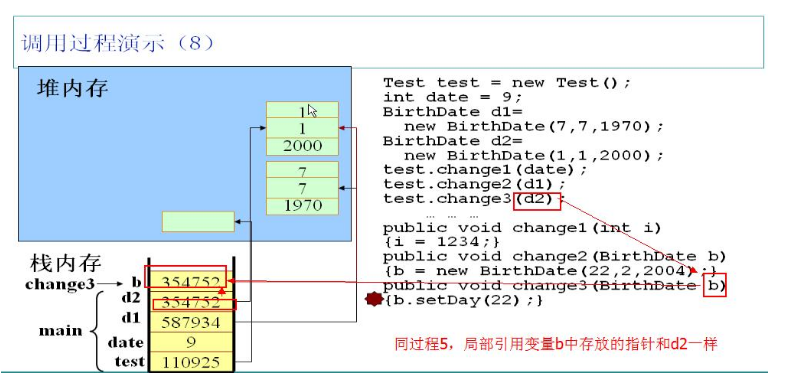 调用过程演示（8）
堆内存
1
1
2000
7
7
1970
栈内存
change3
b
354752
d2
354752
d1
587934
main
date
9
test
110925
Test test = new Test();
int date = 9;
BirthDate d1=
new BirthDate(7,7,1970);
BirthDate d2=
new BirthDate(1,1,2000);
test.change1(date);
test.change2(d1);
test.change3(d2);
… … …
public void change1(int i)
{i = 1234;}
public void change2(BirthDate b)
{b = new BirthDate(22,2,2004);}
public void change3(BirthDate b)
{b.setDay(22);}
同过程5，局部引用变量b中存放的指针和d2一样